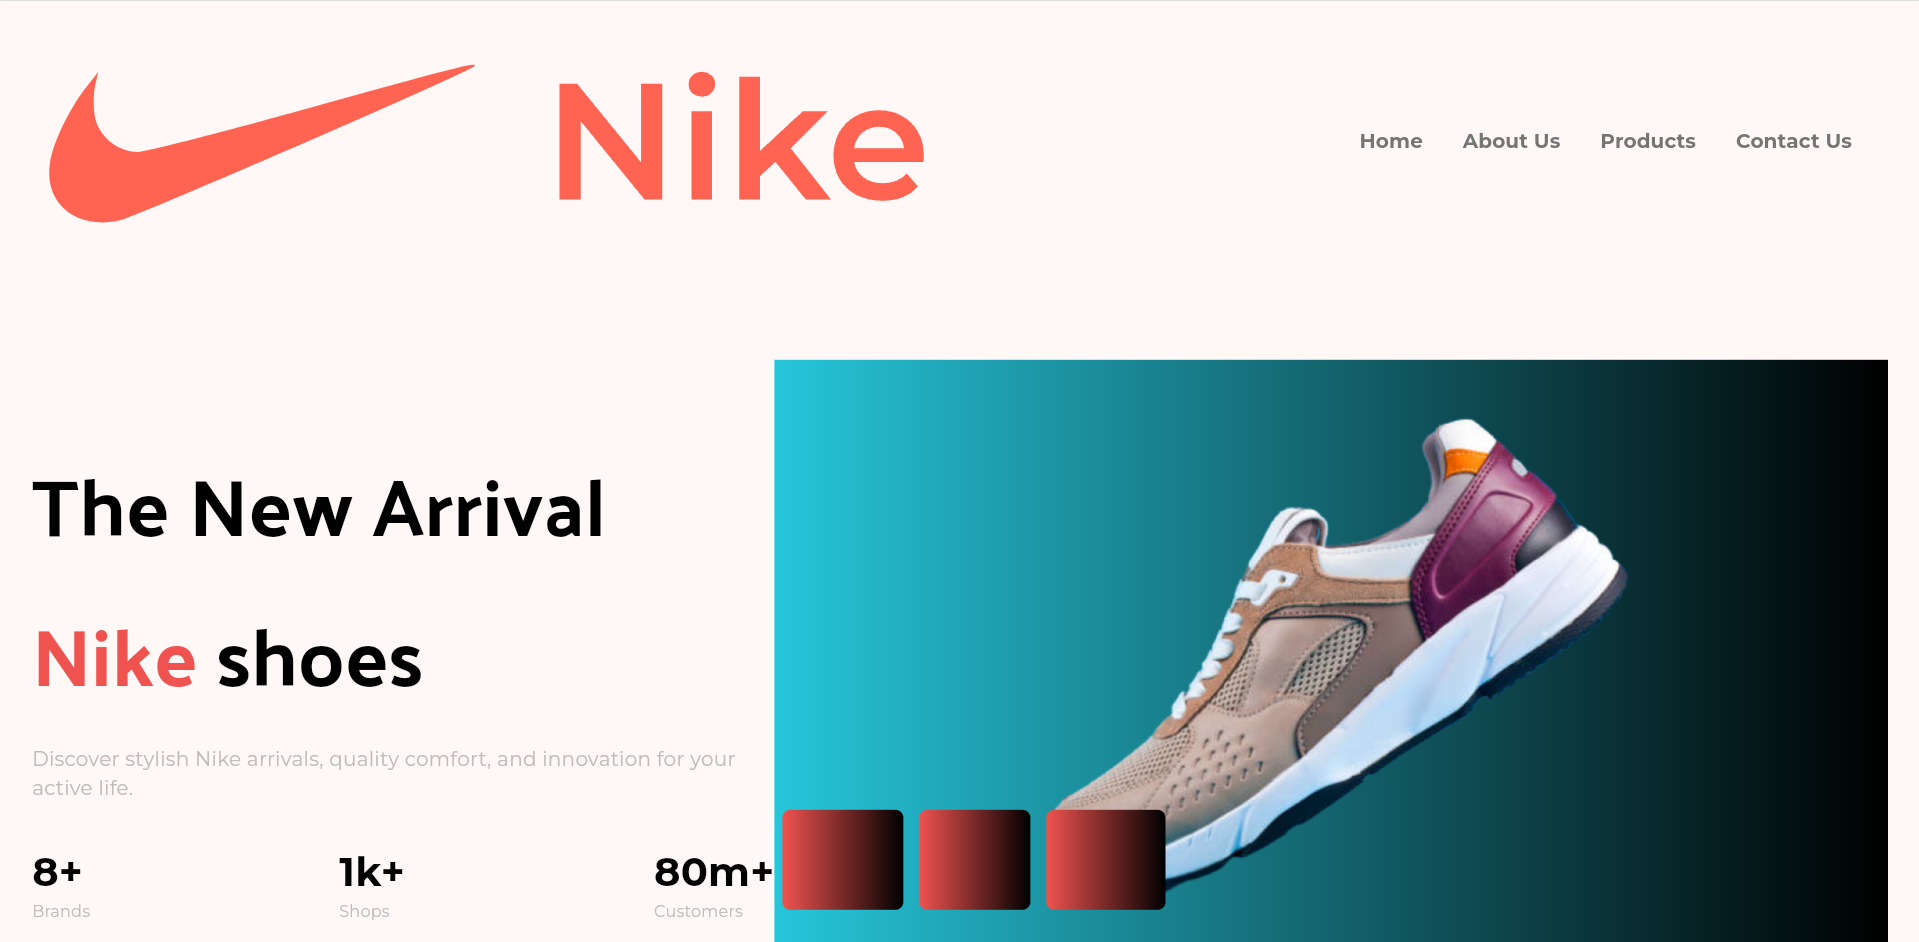 Nike
Home
About Us
Products
Contact Us
The New Arrival
Nike shoes
Discover stylish Nike arrivals, quality comfort, and innovation for your
active life.
8+
1k+
80m+
Brands
Shops
Customers